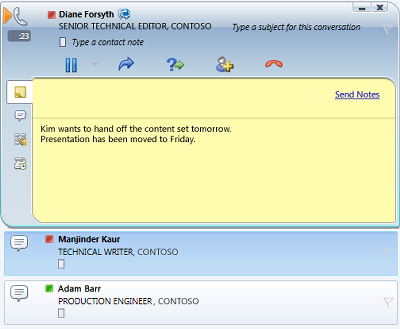 Diane Forsyth
SENIOR TECHNICAL EDITOR, CONTOSO
Type a subject for this conversation
:23
Type a contact note
Send Notes
Kim wants to hand off the content set tomorrow.
Presentation has been moved to Friday.
Manjinder Kaur
TECHNICAL WRITER, CONTOSO
Adam Barr
PRODUCTION ENGINEER, CONTOSO